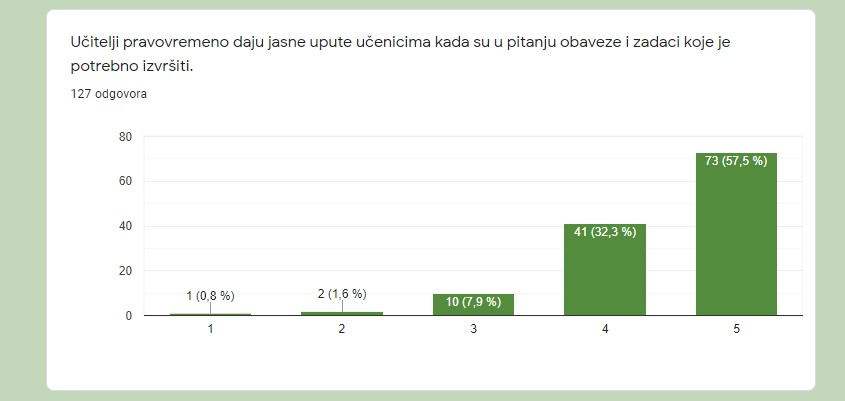 Učitelji pravovremeno daju jasne upute učenicima kada su u pitanju obaveze i zadaci koje je
potrebno izvršiti.
127 odgovora
80
60
40
20
0
1 (0,8 %)
2 (1,6 %)
10 (7,9 %)
41 (32,3 %)
73 (57,5 %)
1
2
3
4
5